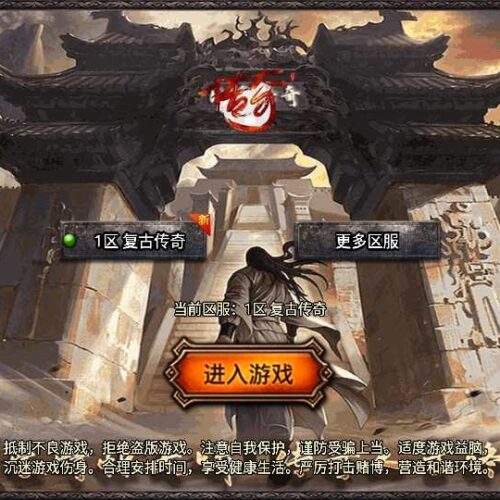 传奇
新
1区 复古传奇
更多区服
当前区服：1区 复古传奇
进入游戏
抵制不良游戏，拒绝盗版游戏。注意自我保护，谨防受骗上当。适度游戏益脑，
沉迷游戏伤身。合理安排时间，享受健康生活。严厉打击赌博，营造和谐环境。